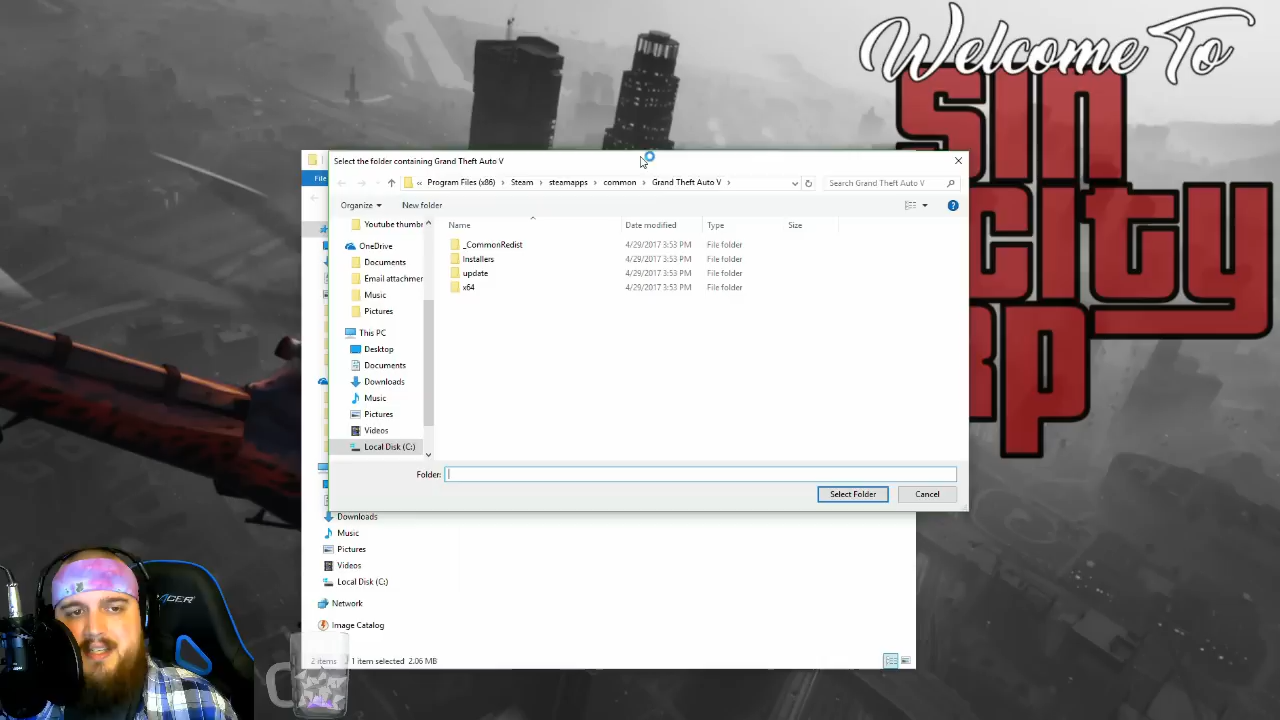 Welcome To
SIN
CITY
RP
Select the folder containing Grand Theft Auto V
« Program Files (x86) › Steam › steamapps › common › Grand Theft Auto V ›
Search Grand Theft Auto V
File
Organize
New folder
Name
Date modified
Type
Size
Youtube thumbr
OneDrive
Documents
Email attachmer
Music
Pictures
This PC
Desktop
Documents
Downloads
Music
Pictures
Videos
Local Disk (C:)
_CommonRedist 4/29/2017 3:53 PM File folder
Installers 4/29/2017 3:53 PM File folder
update 4/29/2017 3:53 PM File folder
x64 4/29/2017 3:53 PM File folder
Folder:
Select Folder
Cancel
Downloads
Music
Pictures
Videos
Local Disk (C:)
Network
Image Catalog
2 items 1 item selected 2.06 MB